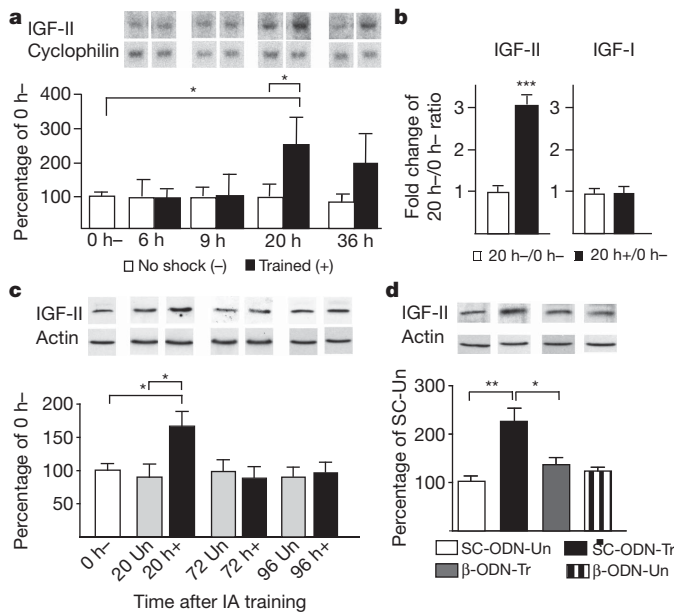 a
IGF-II
Cyclophilin
Percentage of 0 h–
400
300
200
100
*
*
0 h– 6 h 9 h 20 h 36 h
No shock (–) Trained (+)
b
IGF-II IGF-I
Fold change of
20 h–/0 h– ratio
3
2
1
***
3
2
1
20 h–/0 h– 20 h+/0 h–
c
IGF-II
Actin
Percentage of 0 h–
200
150
100
50
*
*
0 h– 20 Un 20 h+ 72 Un 72 h+ 96 Un 96 h+
Time after IA training
d
IGF-II
Actin
Percentage of SC-Un
300
200
100
**
*
SC-ODN-Un SC-ODN-Tr
β-ODN-Tr β-ODN-Un